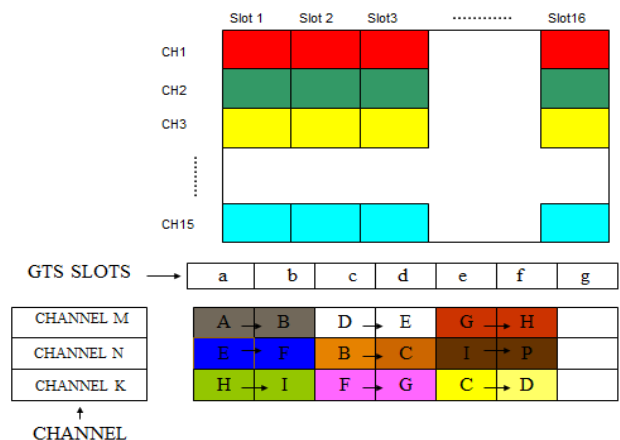 Slot 1 Slot 2 Slot3 ............ Slot16
CH1
CH2
CH3
CH15
GTS SLOTS → a b c d e f g
CHANNEL M A → B D → E G → H
CHANNEL N E → F B → C I → P
CHANNEL K H → I F → G C → D
CHANNEL